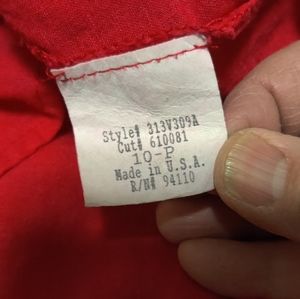 Style# 313V309A
Cut# 610081
10-P
Made in U.S.A.
R/N# 94110